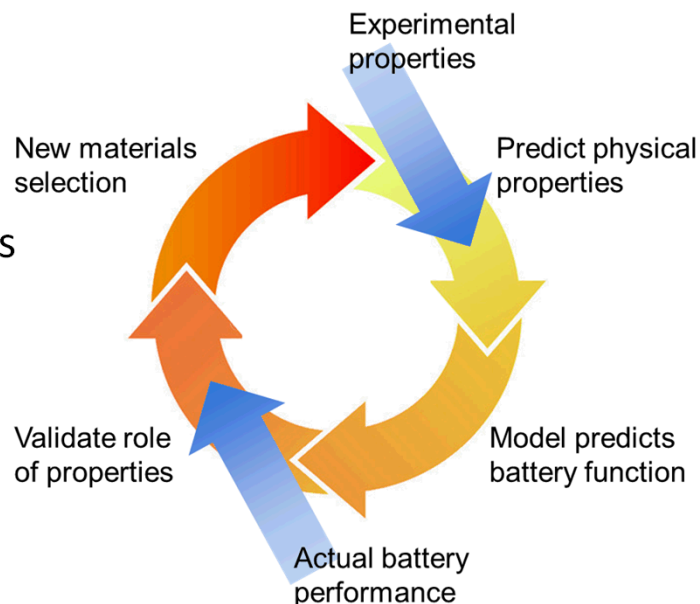 Experimental
properties
New materials
selection
Predict physical
properties
s
Validate role
of properties
Model predicts
battery function
Actual battery
performance